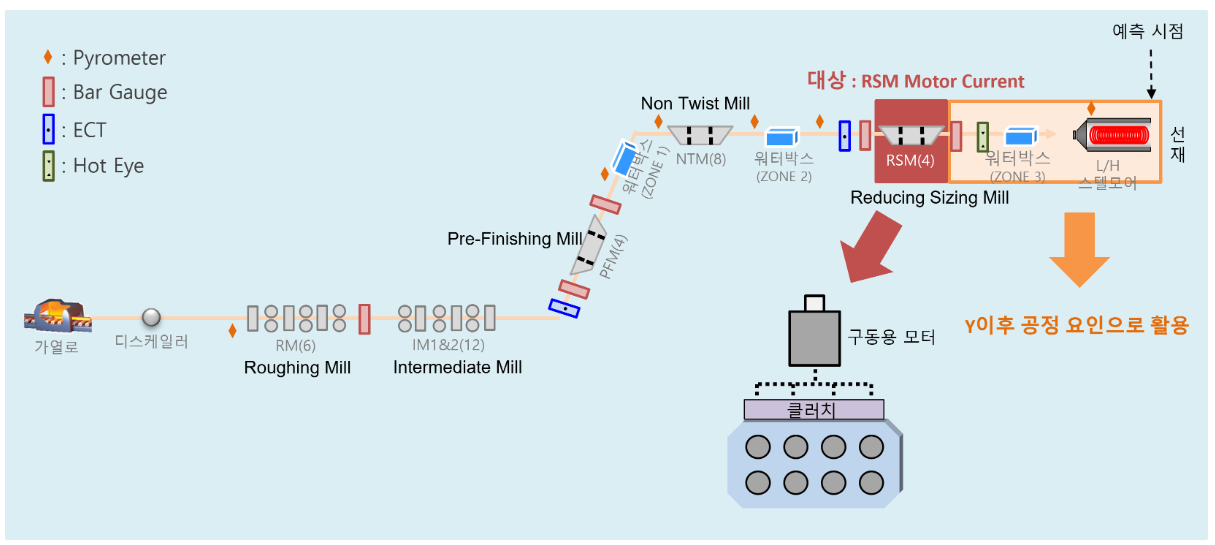 : Pyrometer
: Bar Gauge
: ECT
: Hot Eye
예측 시점
대상 : RSM Motor Current
Non Twist Mill
NTM(8)
워터박스
(ZONE 1)
워터박스
(ZONE 2)
RSM(4)
워터박스
(ZONE 3)
L/H
스텔모어
선재
Reducing Sizing Mill
Pre-Finishing Mill
PFM(4)
가열로
디스케일러
RM(6)
Roughing Mill
IM1&2(12)
Intermediate Mill
구동용 모터
Y이후 공정 요인으로 활용
클러치